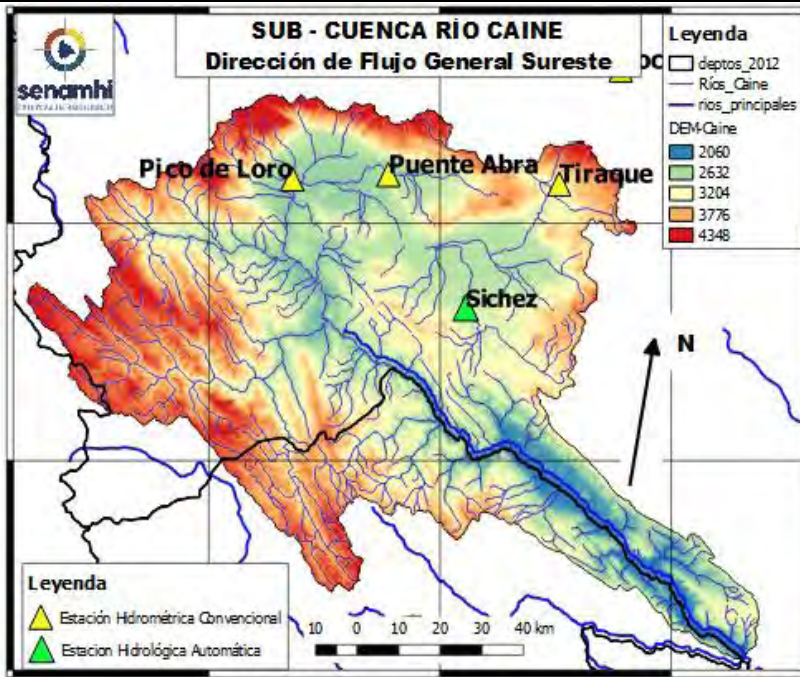 SUB - CUENCA RÍO CAINE
Dirección de Flujo General Sureste
senamhi
Leyenda
deptos_2012
Ríos_Caine
rios_principales
DEM-Caine
2060
2632
3204
3776
4348
Pico de Loro
Puente Abra
Tiraque
Sichez
N
Leyenda
Estación Hidrométrica Convencional
Estacion Hidrológica Automática
10 0 10 20 30 40 km